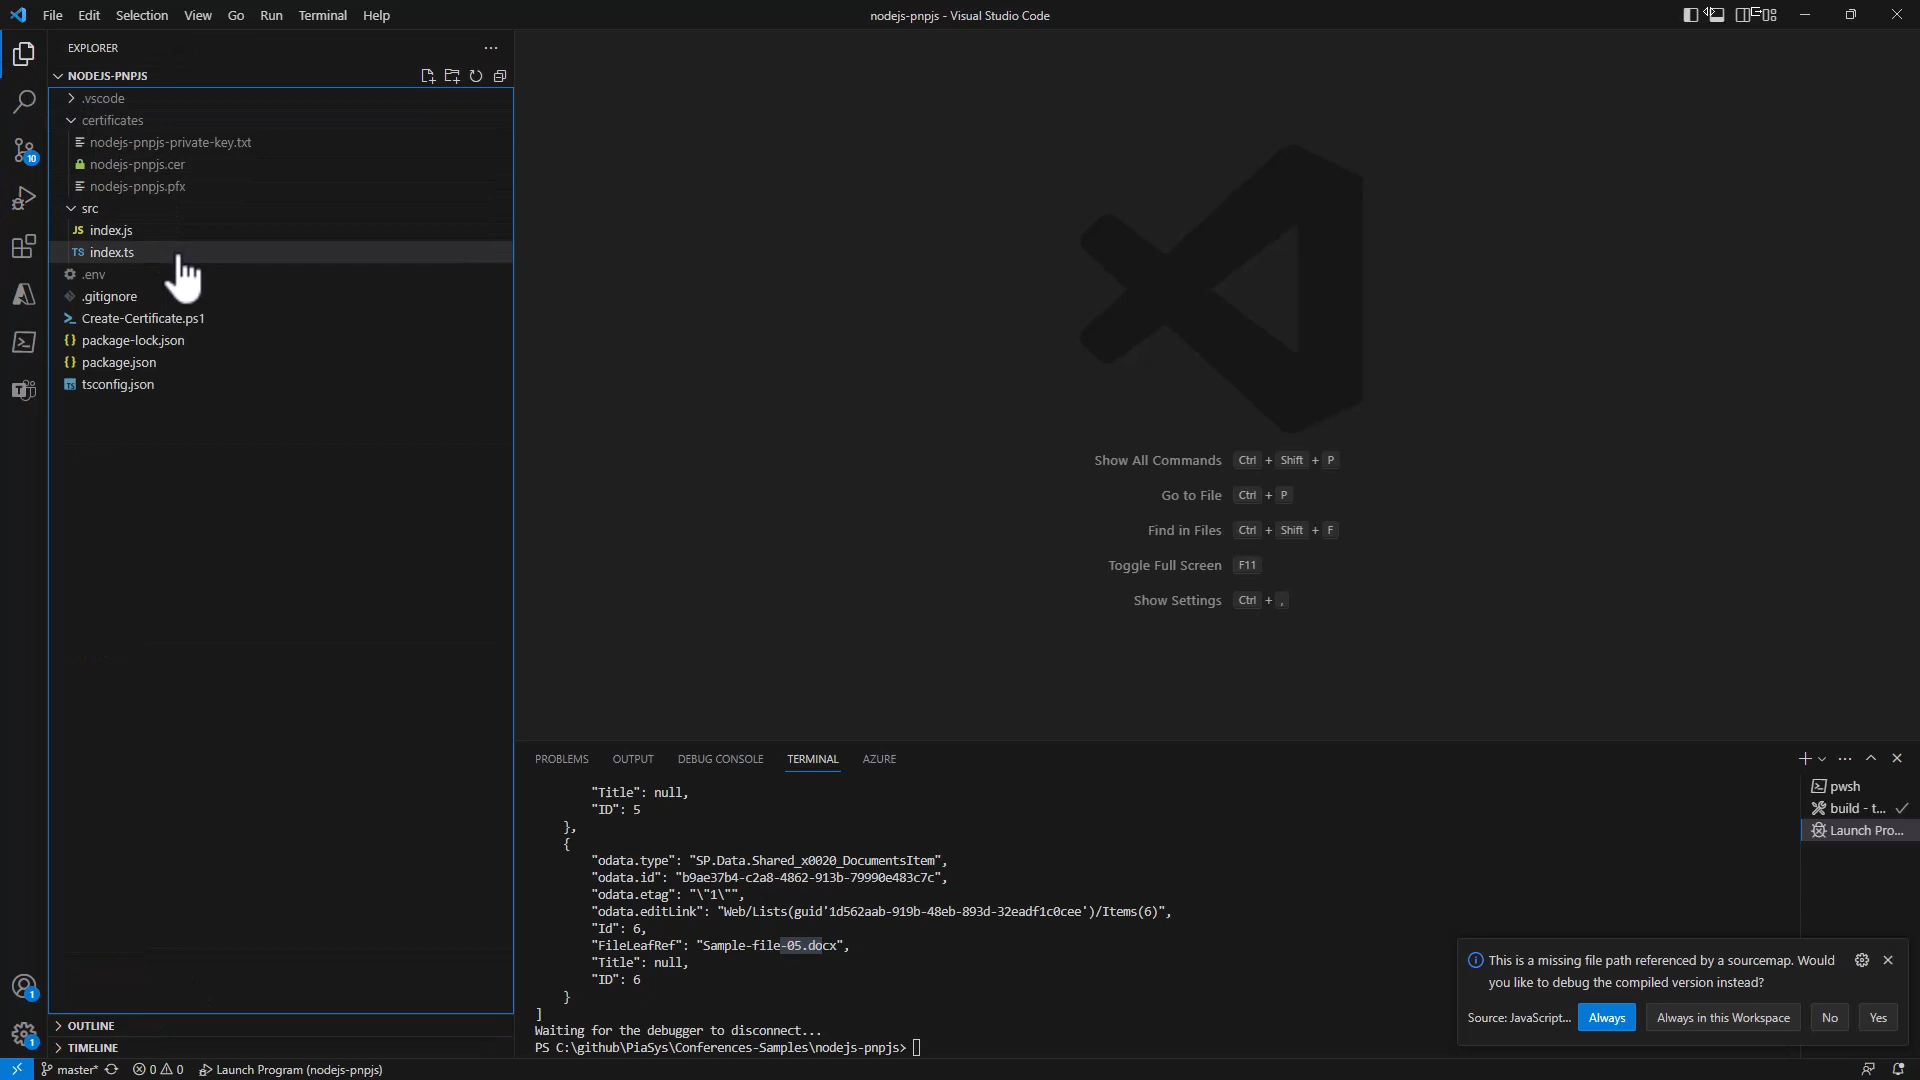 File Edit Selection View Go Run Terminal Help
nodejs-pnpjs - Visual Studio Code
EXPLORER
NODEJS-PNPJS
.vscode
certificates
nodejs-pnpjs-private-key.txt
nodejs-pnpjs.cer
nodejs-pnpjs.pfx
src
JS index.js
TS index.ts
.env
.gitignore
Create-Certificate.ps1
{} package-lock.json
{} package.json
TS tsconfig.json
10
Show All Commands Ctrl + Shift + P
Go to File Ctrl + P
Find in Files Ctrl + Shift + F
Toggle Full Screen F11
Show Settings Ctrl + ,
PROBLEMS OUTPUT DEBUG CONSOLE TERMINAL AZURE
"Title": null,
"ID": 5
},
{
"odata.type": "SP.Data.Shared_x0020_DocumentsItem",
"odata.id": "b9ae37b4-c2a8-4862-913b-79990e483c7c",
"odata.etag": "\"1\"",
"odata.editLink": "Web/Lists(guid'1d562aab-919b-48eb-893d-32eadf1c0cee')/Items(6)",
"Id": 6,
"FileLeafRef": "Sample-file-05.docx",
"Title": null,
"ID": 6
}
]
Waiting for the debugger to disconnect...
PS C:\github\PiaSys\Conferences-Samples\nodejs-pnpjs>
pwsh
build - t...
Launch Pro...
This is a missing file path referenced by a sourcemap. Would
you like to debug the compiled version instead?
Source: JavaScript... Always Always in this Workspace No Yes
1
1
OUTLINE
TIMELINE
master* 0 0 Launch Program (nodejs-pnpjs)